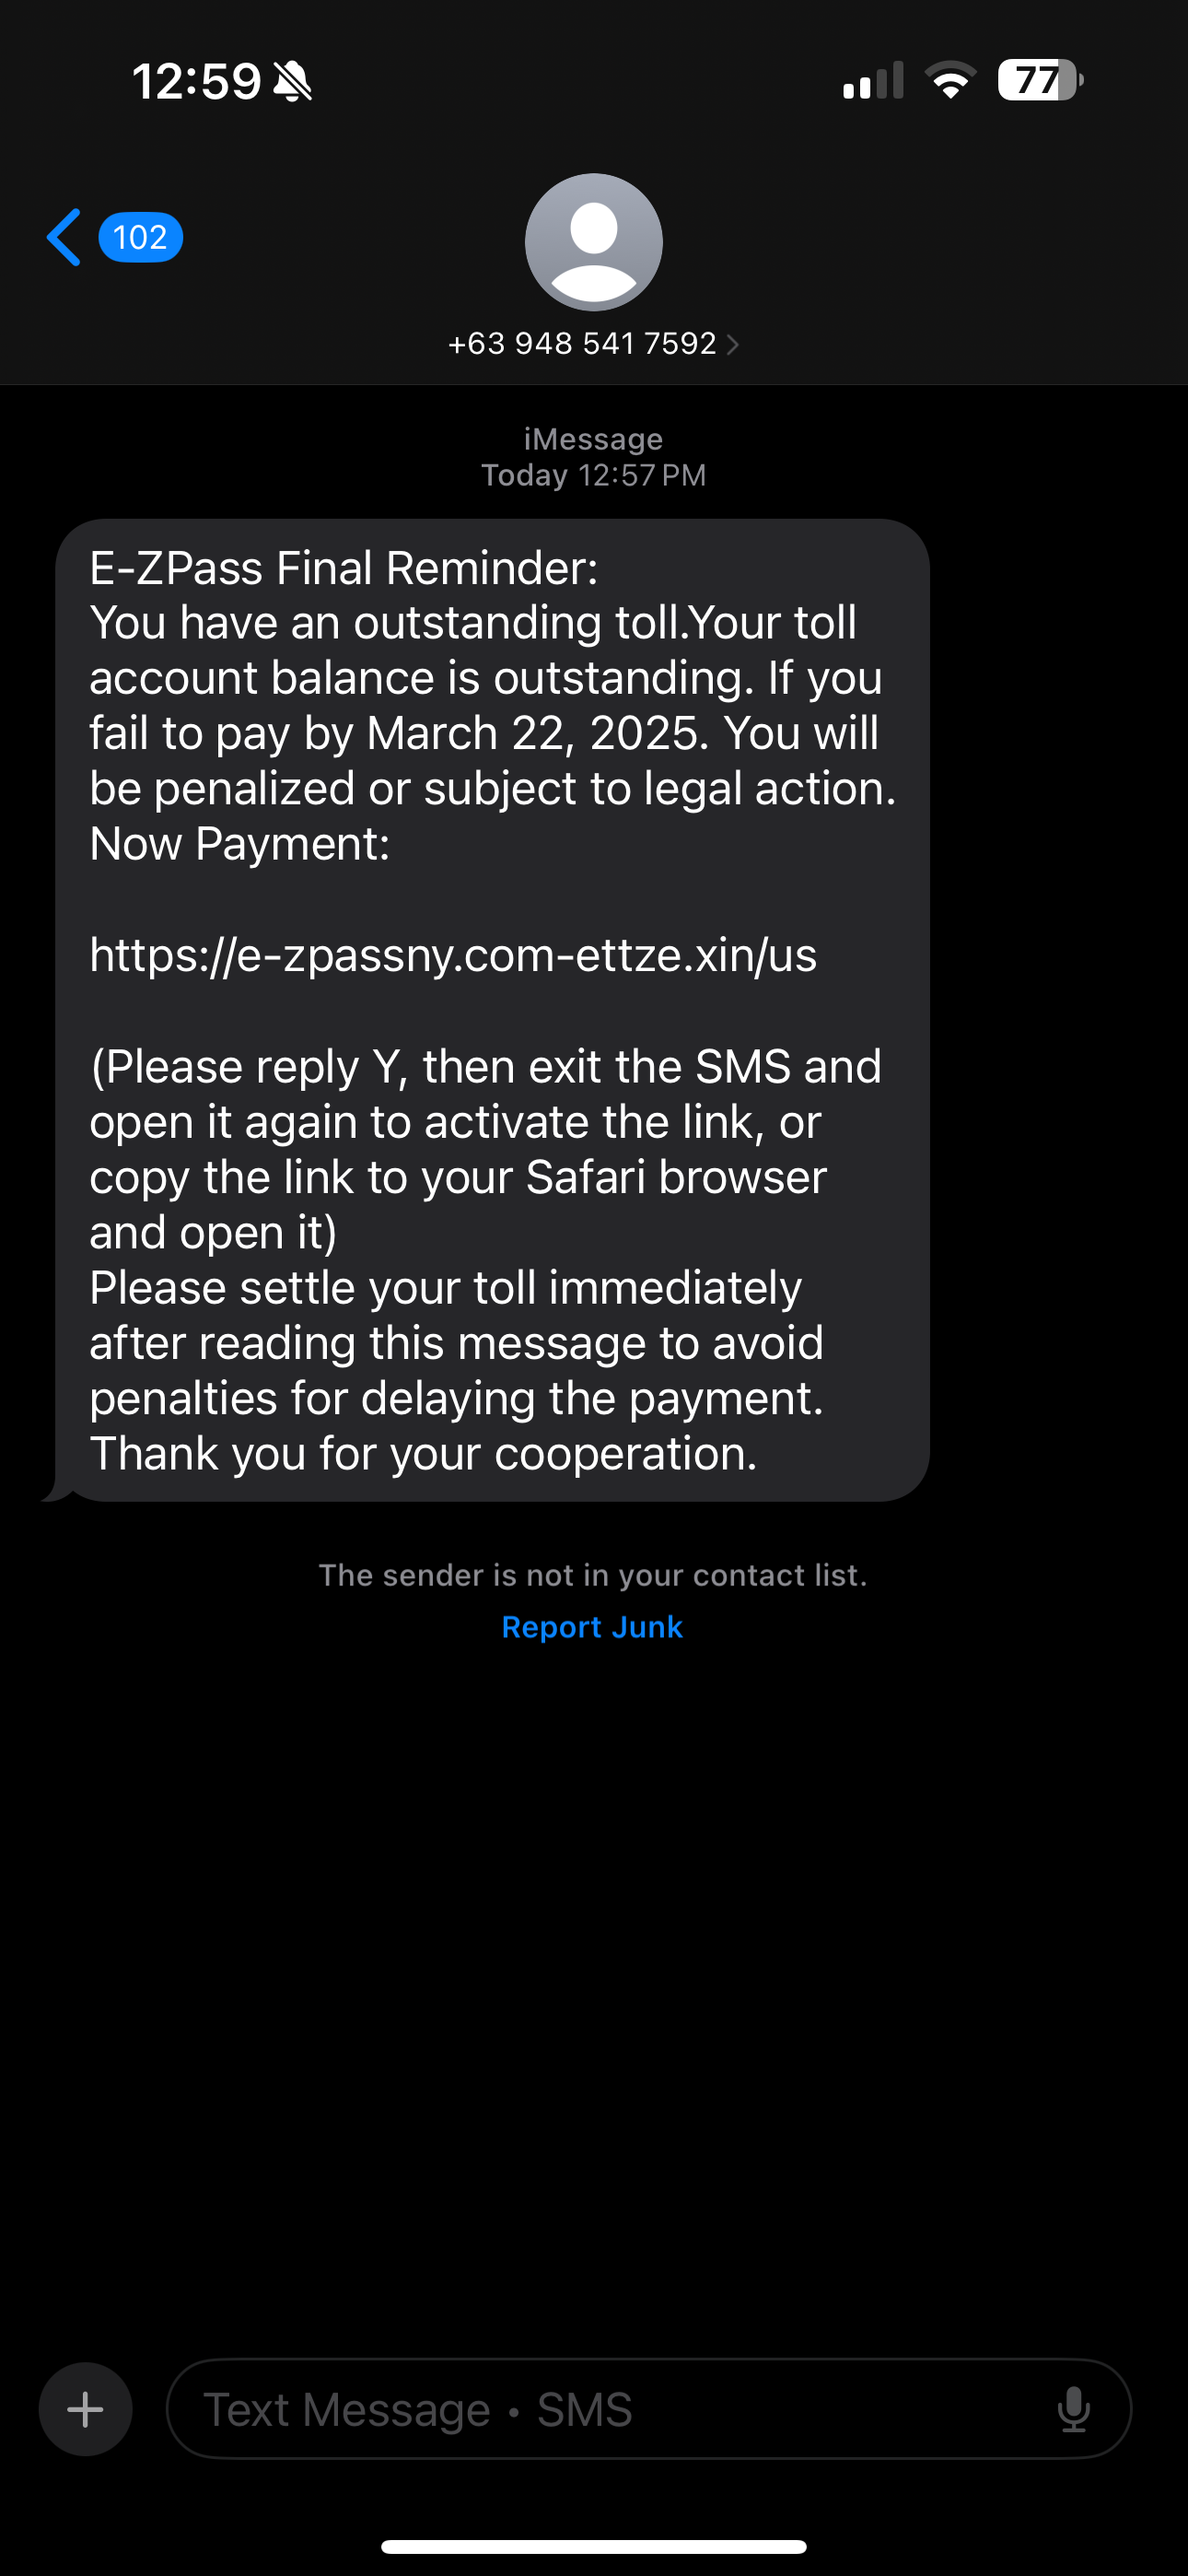 12:59
77
102
+63 948 541 7592
iMessage
Today 12:57 PM
E-ZPass Final Reminder:
You have an outstanding toll.Your toll
account balance is outstanding. If you
fail to pay by March 22, 2025. You will
be penalized or subject to legal action.
Now Payment:
https://e-zpassny.com-ettze.xin/us
(Please reply Y, then exit the SMS and
open it again to activate the link, or
copy the link to your Safari browser
and open it)
Please settle your toll immediately
after reading this message to avoid
penalties for delaying the payment.
Thank you for your cooperation.
The sender is not in your contact list.
Report Junk
Text Message • SMS